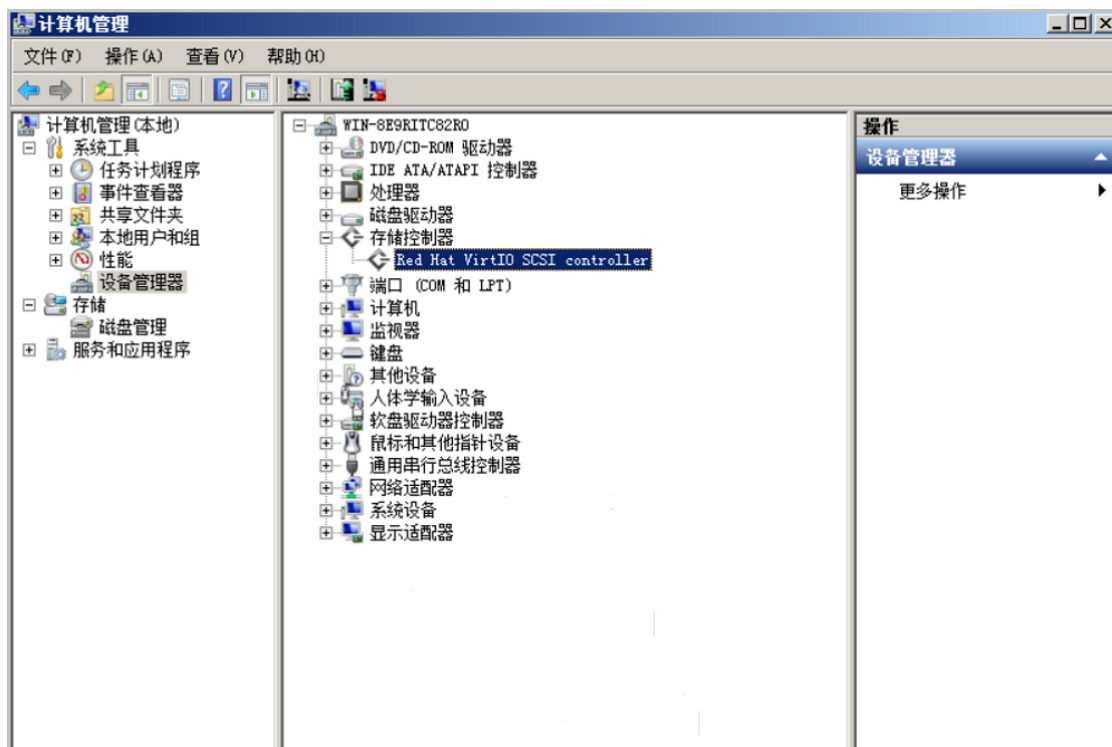 计算机管理
文件(F) 操作(A) 查看(V) 帮助(H)
计算机管理(本地)
系统工具
任务计划程序
事件查看器
共享文件夹
本地用户和组
性能
设备管理器
存储
磁盘管理
服务和应用程序
WIN-8E9RITC82RO
DVD/CD-ROM 驱动器
IDE ATA/ATAPI 控制器
处理器
磁盘驱动器
存储控制器
Red Hat VirtIO SCSI controller
端口 (COM 和 LPT)
计算机
监视器
键盘
其他设备
人体学输入设备
软盘驱动器控制器
鼠标和其他指针设备
通用串行总线控制器
网络适配器
系统设备
显示适配器
操作
设备管理器
更多操作